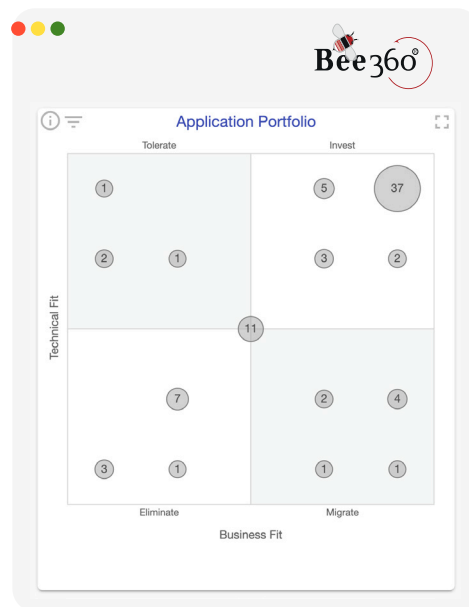 Bee360®
Application Portfolio
Tolerate Invest
1 5 37
2 1 3 2
Technical Fit
11
7 2 4
3 1 1 1
Eliminate Migrate
Business Fit